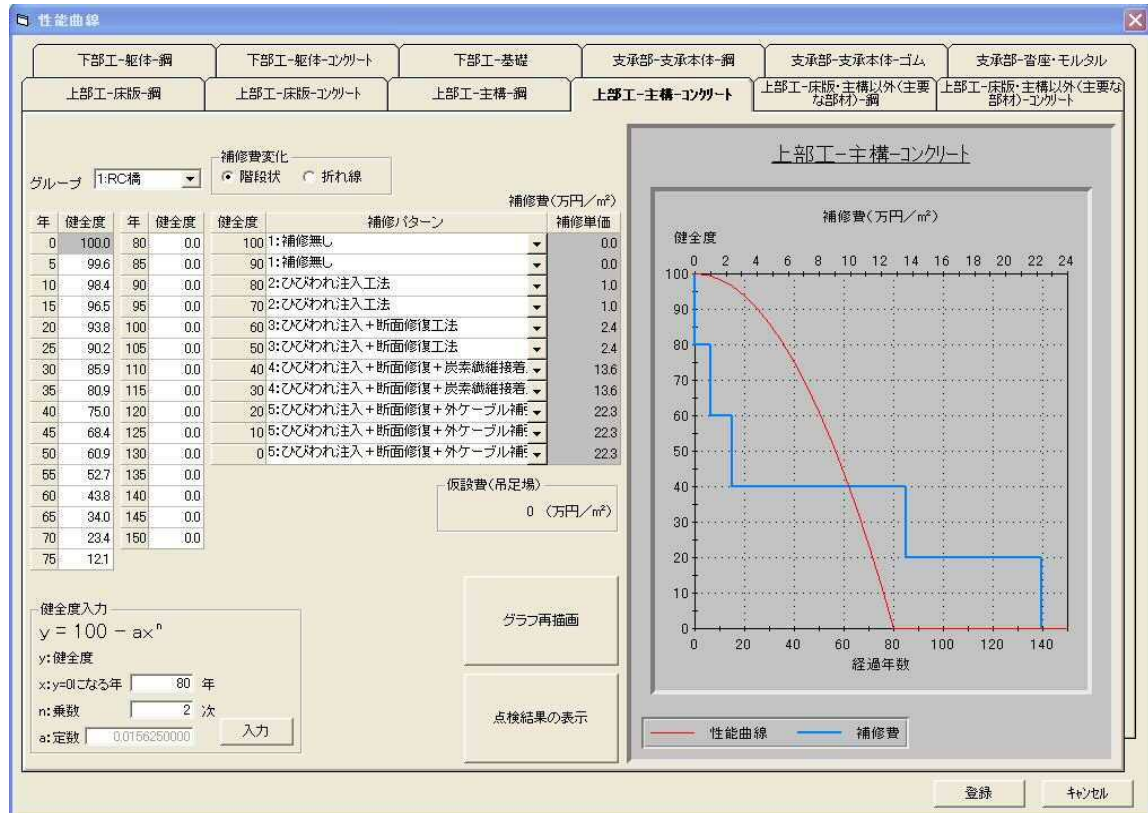 性能曲線
下部工-躯体-鋼 下部工-躯体-コンクリート 下部工-基礎 支承部-支承本体-鋼 支承部-支承本体-ゴム 支承部-沓座・モルタル
上部工-床版-鋼 上部工-床版-コンクリート 上部工-主構-鋼 上部工-主構-コンクリート 上部工-床版・主構以外(主要な部材)-鋼 上部工-床版・主構以外(主要な部材)-コンクリート
グループ 1:RC橋
補修費変化
階段状 折れ線
補修費(万円/㎡)
年 健全度 年 健全度 健全度 補修パターン 補修単価
0 100.0 80 0.0 100 1:補修無し 0.0
5 99.6 85 0.0 90 1:補修無し 0.0
10 98.4 90 0.0 80 2:ひびわれ注入工法 1.0
15 96.5 95 0.0 70 2:ひびわれ注入工法 1.0
20 93.8 100 0.0 60 3:ひびわれ注入+断面修復工法 2.4
25 90.2 105 0.0 50 3:ひびわれ注入+断面修復工法 2.4
30 85.9 110 0.0 40 4:ひびわれ注入+断面修復+炭素繊維接着 13.6
35 80.9 115 0.0 30 4:ひびわれ注入+断面修復+炭素繊維接着 13.6
40 75.0 120 0.0 20 5:ひびわれ注入+断面修復+外ケーブル補 22.3
45 68.4 125 0.0 10 5:ひびわれ注入+断面修復+外ケーブル補 22.3
50 60.9 130 0.0 0 5:ひびわれ注入+断面修復+外ケーブル補 22.3
55 52.7 135 0.0
60 43.8 140 0.0
65 34.0 145 0.0
70 23.4 150 0.0
75 12.1
仮設費(吊足場)
0 (万円/㎡)
健全度入力
y = 100 - axⁿ
y:健全度
x:y=0になる年 80 年
n:乗数 2 次
a:定数 0.0156250000
入力
グラフ再描画
点検結果の表示
上部工-主構-コンクリート
補修費(万円/㎡)
健全度
0 2 4 6 8 10 12 14 16 18 20 22 24
100
90
80
70
60
50
40
30
20
10
0
0 20 40 60 80 100 120 140
経過年数
性能曲線 補修費
登録 キャンセル